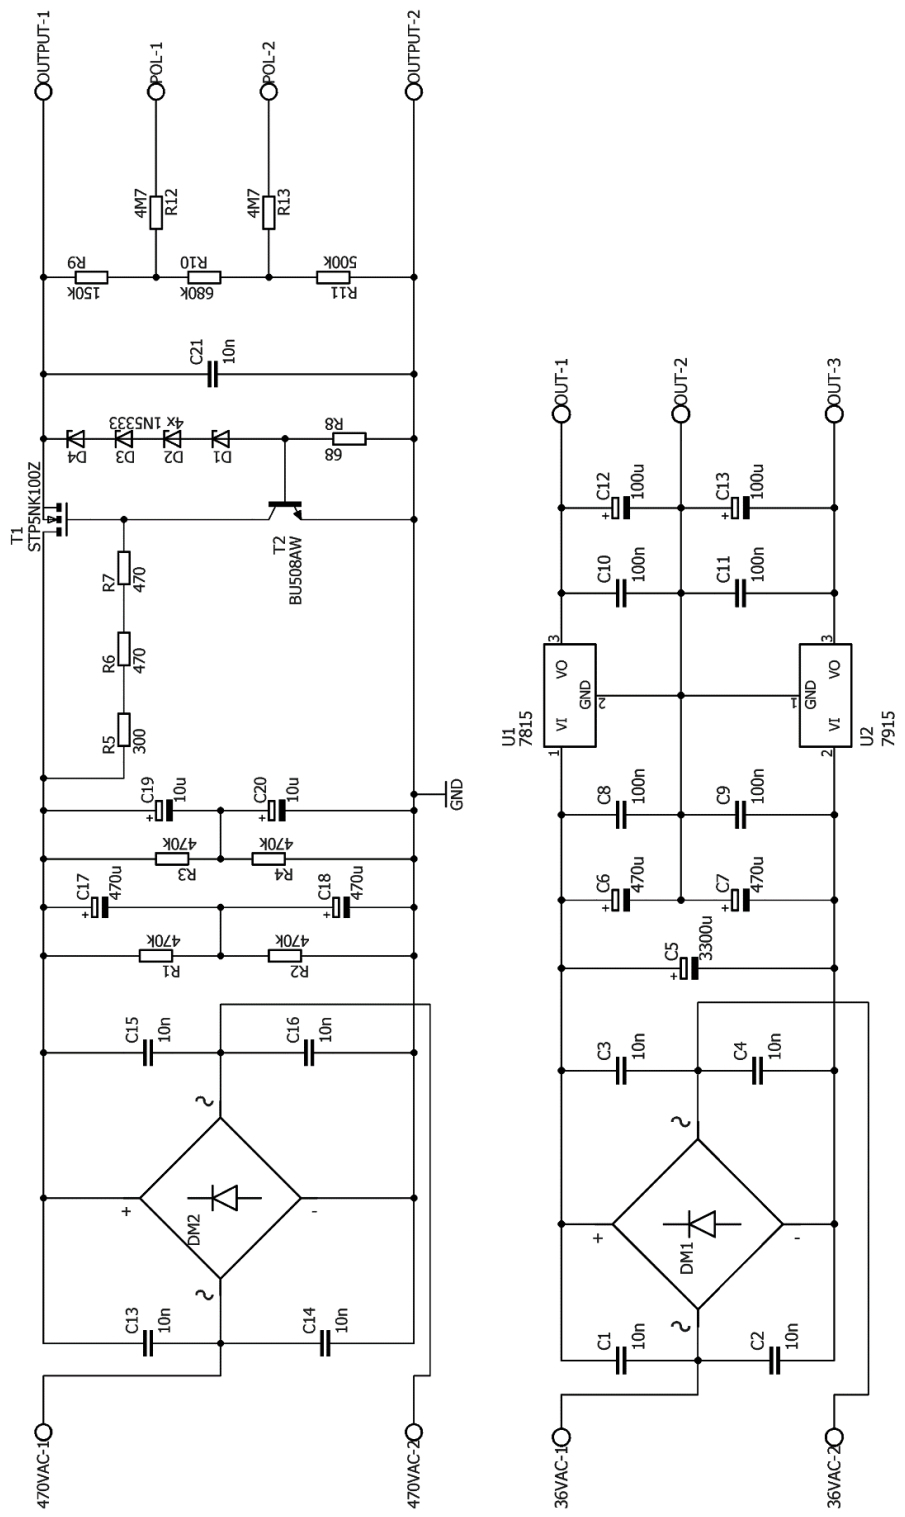 OUTPUT-1
POL-1
POL-2
OUTPUT-2
4M7
R12
4M7
R13
R9
150k
R10
680k
500k
R11
C21
10n
D4
D3
D2
D1
4x 1N5333
R8
68
T1
STP5NK100Z
T2
BU508AW
R7
470
R6
470
R5
300
C19
10u
+
C20
10u
+
GND
470k
R3
470k
R4
C17
470u
+
C18
470u
+
470k
R1
470k
R2
C15
10n
C16
10n
~
+
DM2
-
~
C13
10n
C14
10n
470VAC-1
470VAC-2
OUT-1
OUT-2
OUT-3
C12
100u
+
C13
100u
+
C10
100n
C11
100n
3
VO
GND
2
VI
1
U1
7815
3
VO
GND
1
VI
2
U2
7915
C8
100n
C9
100n
C6
470u
+
C7
470u
+
C5
3300u
+
C3
10n
C4
10n
~
+
DM1
-
~
C1
10n
C2
10n
36VAC-1
36VAC-2